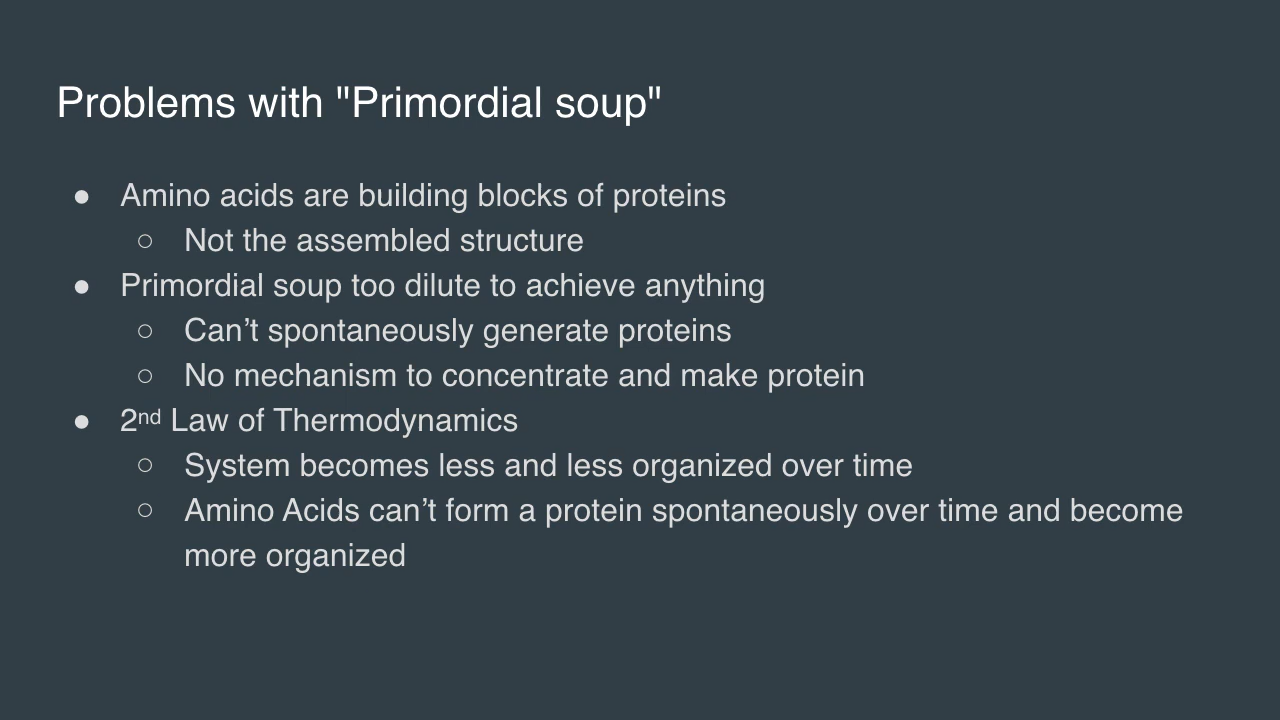 Problems with "Primordial soup"
● Amino acids are building blocks of proteins
○ Not the assembled structure
● Primordial soup too dilute to achieve anything
○ Can’t spontaneously generate proteins
○ No mechanism to concentrate and make protein
● 2nd Law of Thermodynamics
○ System becomes less and less organized over time
○ Amino Acids can’t form a protein spontaneously over time and become
more organized